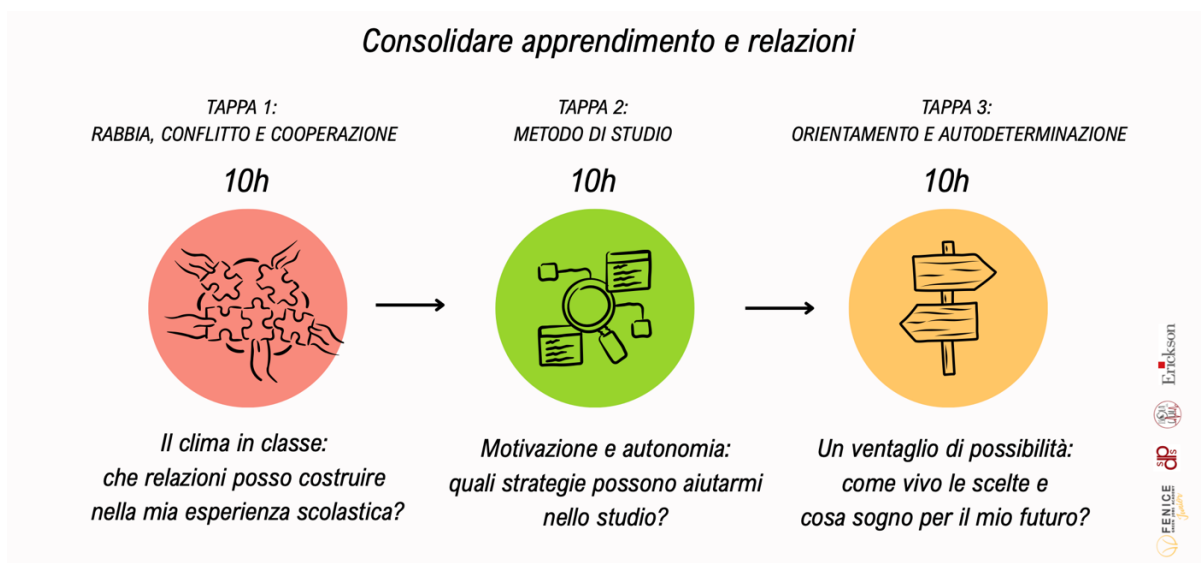 Consolidare apprendimento e relazioni
TAPPA 1:
RABBIA, CONFLITTO E COOPERAZIONE
10h
Il clima in classe:
che relazioni posso costruire
nella mia esperienza scolastica?
TAPPA 2:
METODO DI STUDIO
10h
Motivazione e autonomia:
quali strategie possono aiutarmi
nello studio?
TAPPA 3:
ORIENTAMENTO E AUTODETERMINAZIONE
10h
Un ventaglio di possibilità:
come vivo le scelte e
cosa sogno per il mio futuro?
Erickson
FENICE
Junior